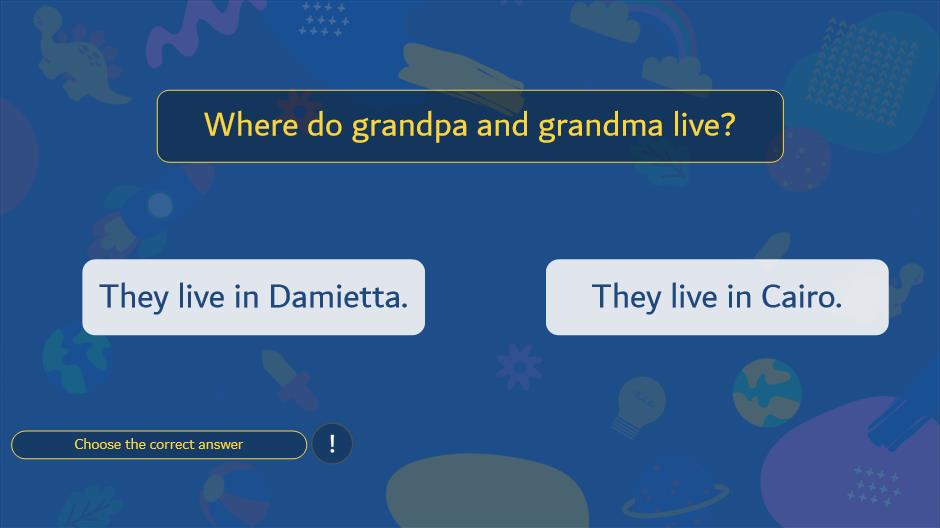 Where do grandpa and grandma live?
They live in Damietta.
They live in Cairo.
Choose the correct answer
!